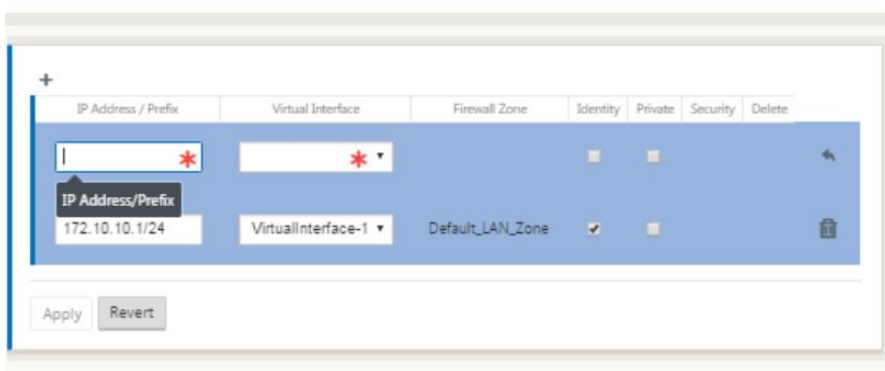 +
IP Address / Prefix Virtual Interface Firewall Zone Identity Private Security Delete
* *
IP Address/Prefix
172.10.10.1/24 VirtualInterface-1 Default_LAN_Zone
Apply Revert